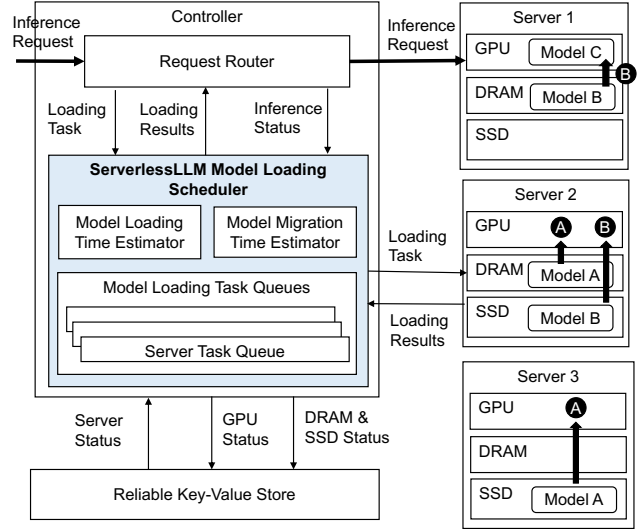 Controller
Inference
Request
Request Router
Inference
Request
Loading
Task
Loading
Results
Inference
Status
ServerlessLLM Model Loading
Scheduler
Model Loading
Time Estimator
Model Migration
Time Estimator
Model Loading Task Queues
Server Task Queue
Loading
Task
Loading
Results
Server
Status
GPU
Status
DRAM &
SSD Status
Reliable Key-Value Store
Server 1
GPU
Model C
B
DRAM
Model B
SSD
Server 2
GPU
A
B
DRAM
Model A
SSD
Model B
Server 3
GPU
A
DRAM
SSD
Model A